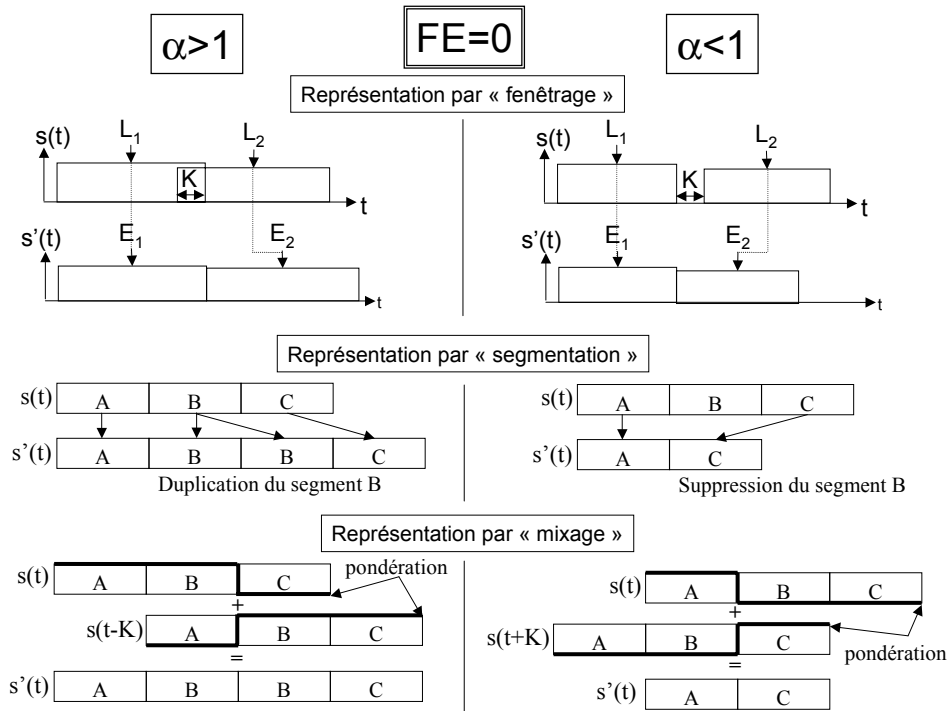 α>1 FE=0 α<1
Représentation par « fenêtrage »
L1 L2
s(t) K t
s'(t) E1 E2 t
L1 L2
s(t) K t
s'(t) E1 E2 t
Représentation par « segmentation »
s(t) A B C
s'(t) A B B C
Duplication du segment B
s(t) A B C
s'(t) A C
Suppression du segment B
Représentation par « mixage »
s(t) A B C pondération
+
s(t-K) A B C
=
s'(t) A B B C
s(t) A B C
+
s(t+K) A B C pondération
=
s'(t) A C